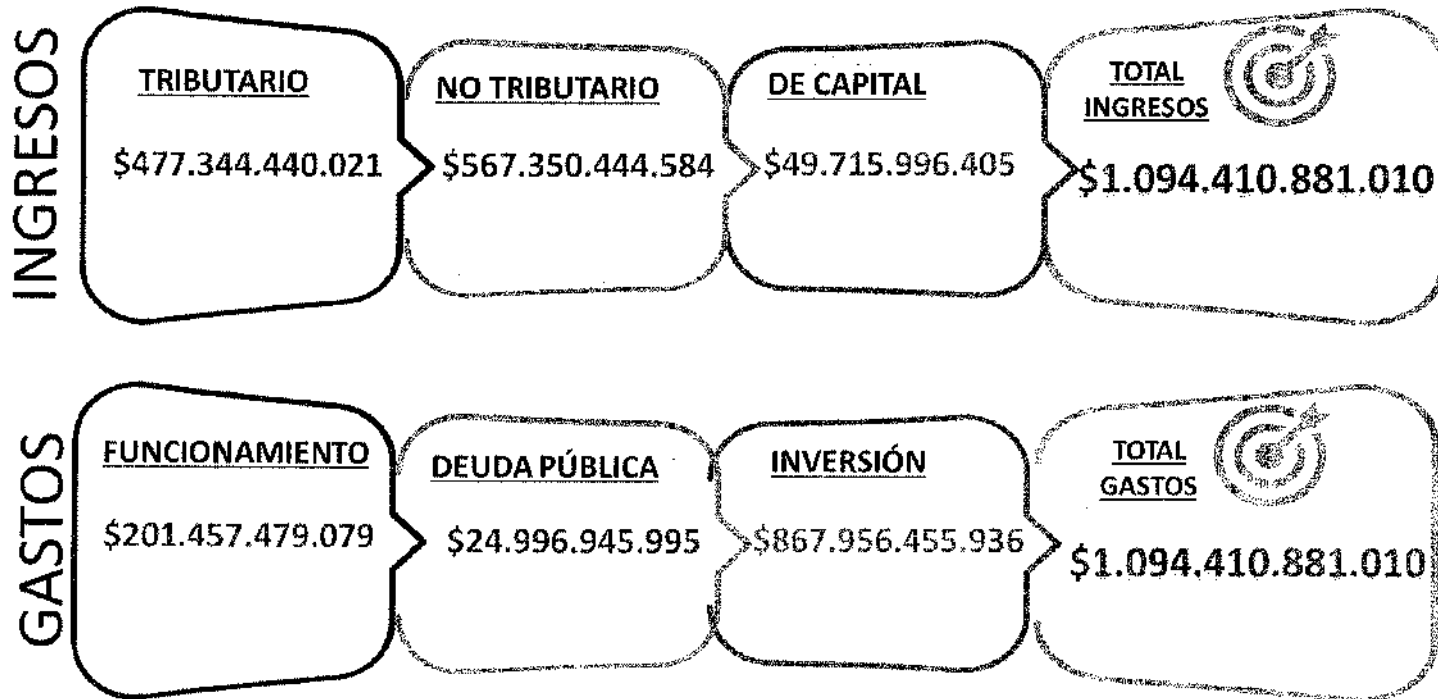 INGRESOS
TRIBUTARIO
$477.344.440.021
NO TRIBUTARIO
$567.350.444.584
DE CAPITAL
$49.715.996.405
TOTAL
INGRESOS
$1.094.410.881.010
GASTOS
FUNCIONAMIENTO
$201.457.479.079
DEUDA PÚBLICA
$24.996.945.995
INVERSIÓN
$867.956.455.936
TOTAL
GASTOS
$1.094.410.881.010